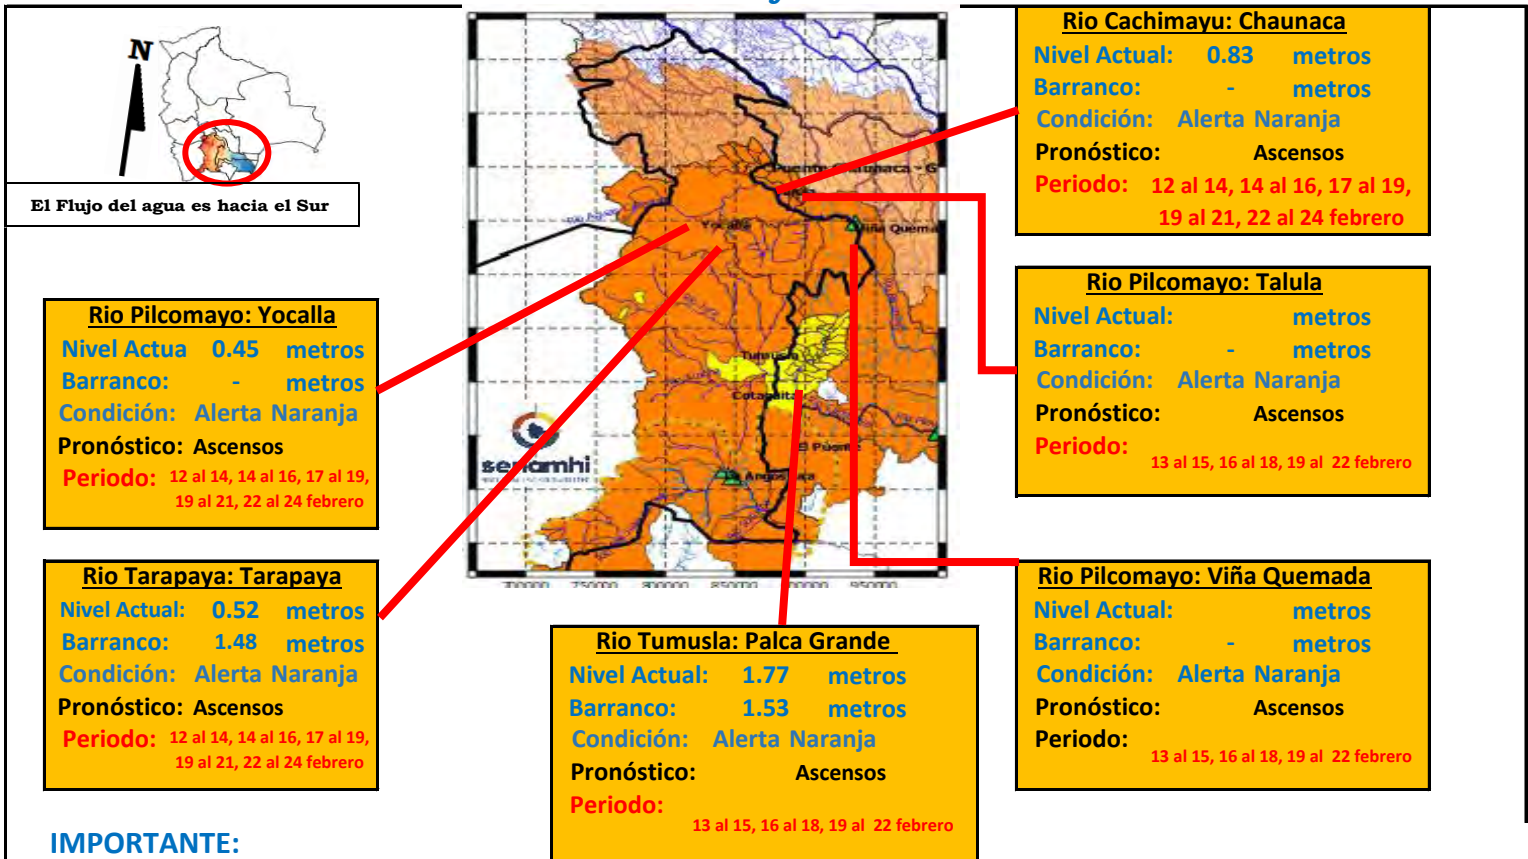 N
El Flujo del agua es hacia el Sur
Rio Pilcomayo: Yocalla
Nivel Actua 0.45 metros
Barranco: - metros
Condición: Alerta Naranja
Pronóstico: Ascensos
Periodo: 12 al 14, 14 al 16, 17 al 19,
19 al 21, 22 al 24 febrero
Rio Tarapaya: Tarapaya
Nivel Actual: 0.52 metros
Barranco: 1.48 metros
Condición: Alerta Naranja
Pronóstico: Ascensos
Periodo: 12 al 14, 14 al 16, 17 al 19,
19 al 21, 22 al 24 febrero
IMPORTANTE:
Viña Quema
Tumusla
Cotagaita
El Puente
Angostura
senamhi
700000 750000 800000 850000 900000 950000
Rio Tumusla: Palca Grande
Nivel Actual: 1.77 metros
Barranco: 1.53 metros
Condición: Alerta Naranja
Pronóstico: Ascensos
Periodo:
13 al 15, 16 al 18, 19 al 22 febrero
Rio Cachimayu: Chaunaca
Nivel Actual: 0.83 metros
Barranco: - metros
Condición: Alerta Naranja
Pronóstico: Ascensos
Periodo: 12 al 14, 14 al 16, 17 al 19,
19 al 21, 22 al 24 febrero
Rio Pilcomayo: Talula
Nivel Actual: metros
Barranco: - metros
Condición: Alerta Naranja
Pronóstico: Ascensos
Periodo:
13 al 15, 16 al 18, 19 al 22 febrero
Rio Pilcomayo: Viña Quemada
Nivel Actual: metros
Barranco: - metros
Condición: Alerta Naranja
Pronóstico: Ascensos
Periodo:
13 al 15, 16 al 18, 19 al 22 febrero